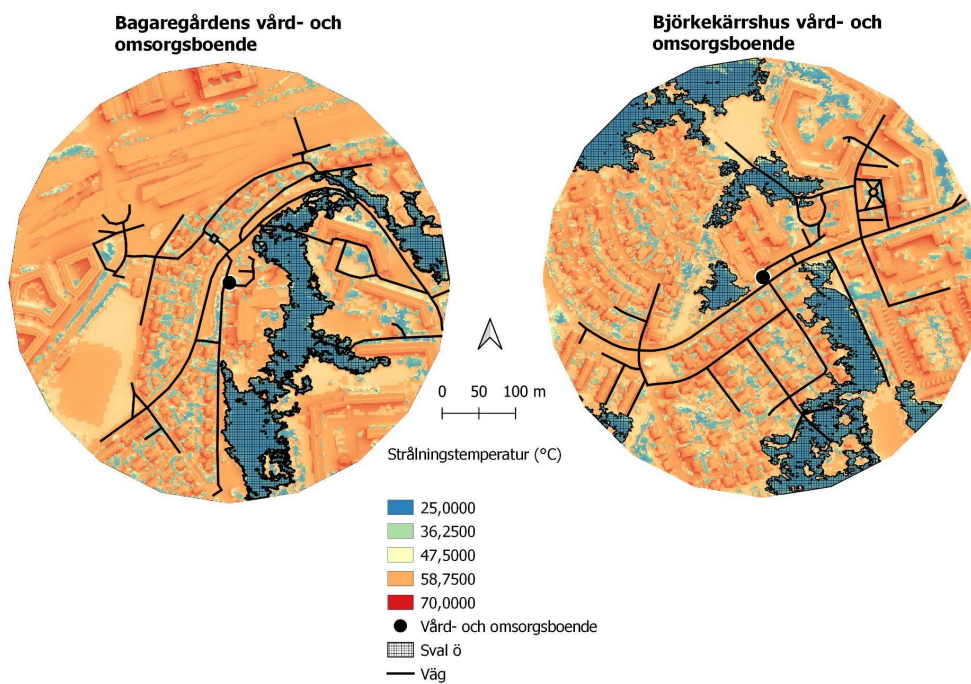 Bagaregårdens vård- och
omsorgsboende
Björkekärrshus vård- och
omsorgsboende
0 50 100 m
Strålningstemperatur (°C)
25,0000
36,2500
47,5000
58,7500
70,0000
Vård- och omsorgsboende
Sval ö
Väg